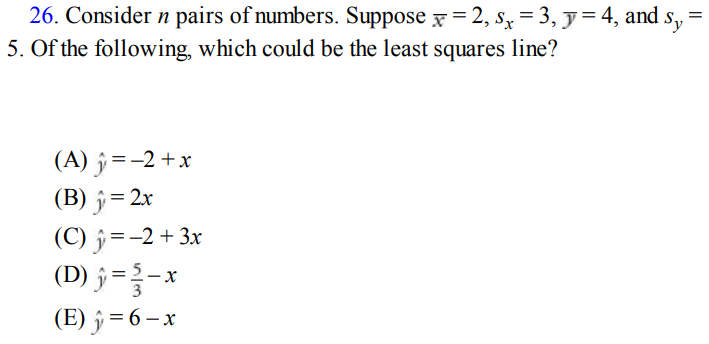 26. Consider n pairs of numbers. Suppose x̅ = 2, sₓ = 3, y̅ = 4, and s_y =
5. Of the following, which could be the least squares line?
(A) ŷ = –2 + x
(B) ŷ = 2x
(C) ŷ = –2 + 3x
(D) ŷ = 5/3 – x
(E) ŷ = 6 – x